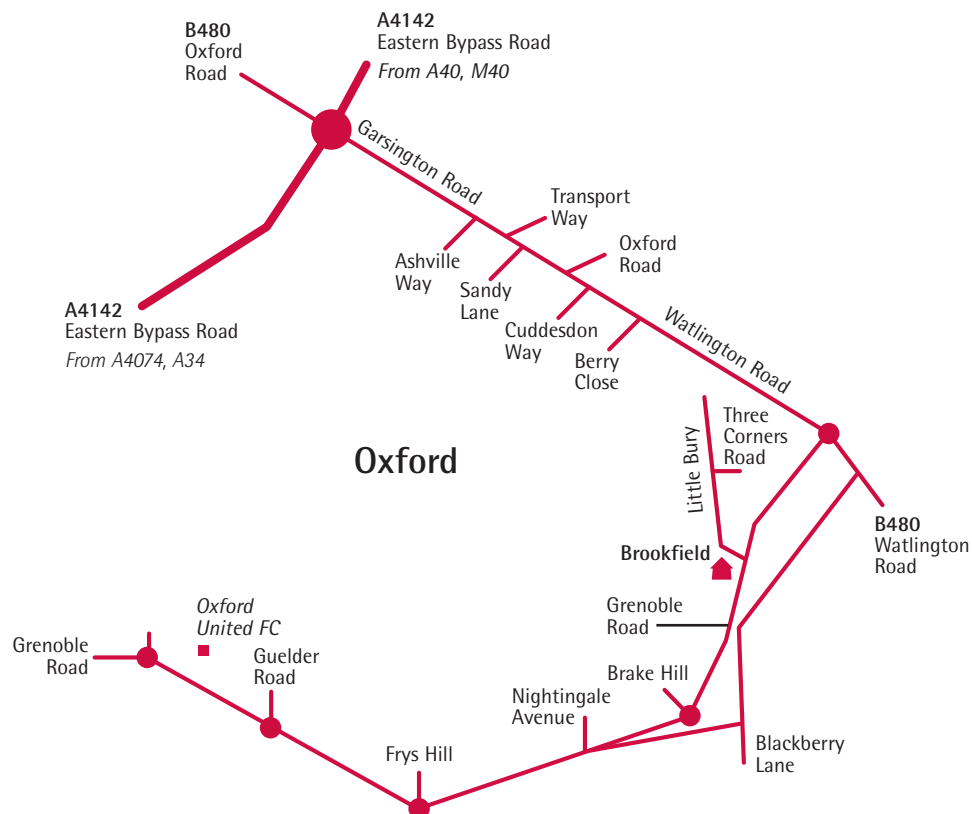 B480
Oxford
Road
A4142
Eastern Bypass Road
From A40, M40
Garsington Road
Transport
Way
Oxford
Road
Ashville
Way
Sandy
Lane
Cuddesdon
Way
Berry
Close
Watlington Road
A4142
Eastern Bypass Road
From A4074, A34
Three
Corners
Road
Little Bury
Oxford
B480
Watlington
Road
Brookfield
Grenoble
Road
Oxford
United FC
Grenoble
Road
Guelder
Road
Brake Hill
Nightingale
Avenue
Frys Hill
Blackberry
Lane